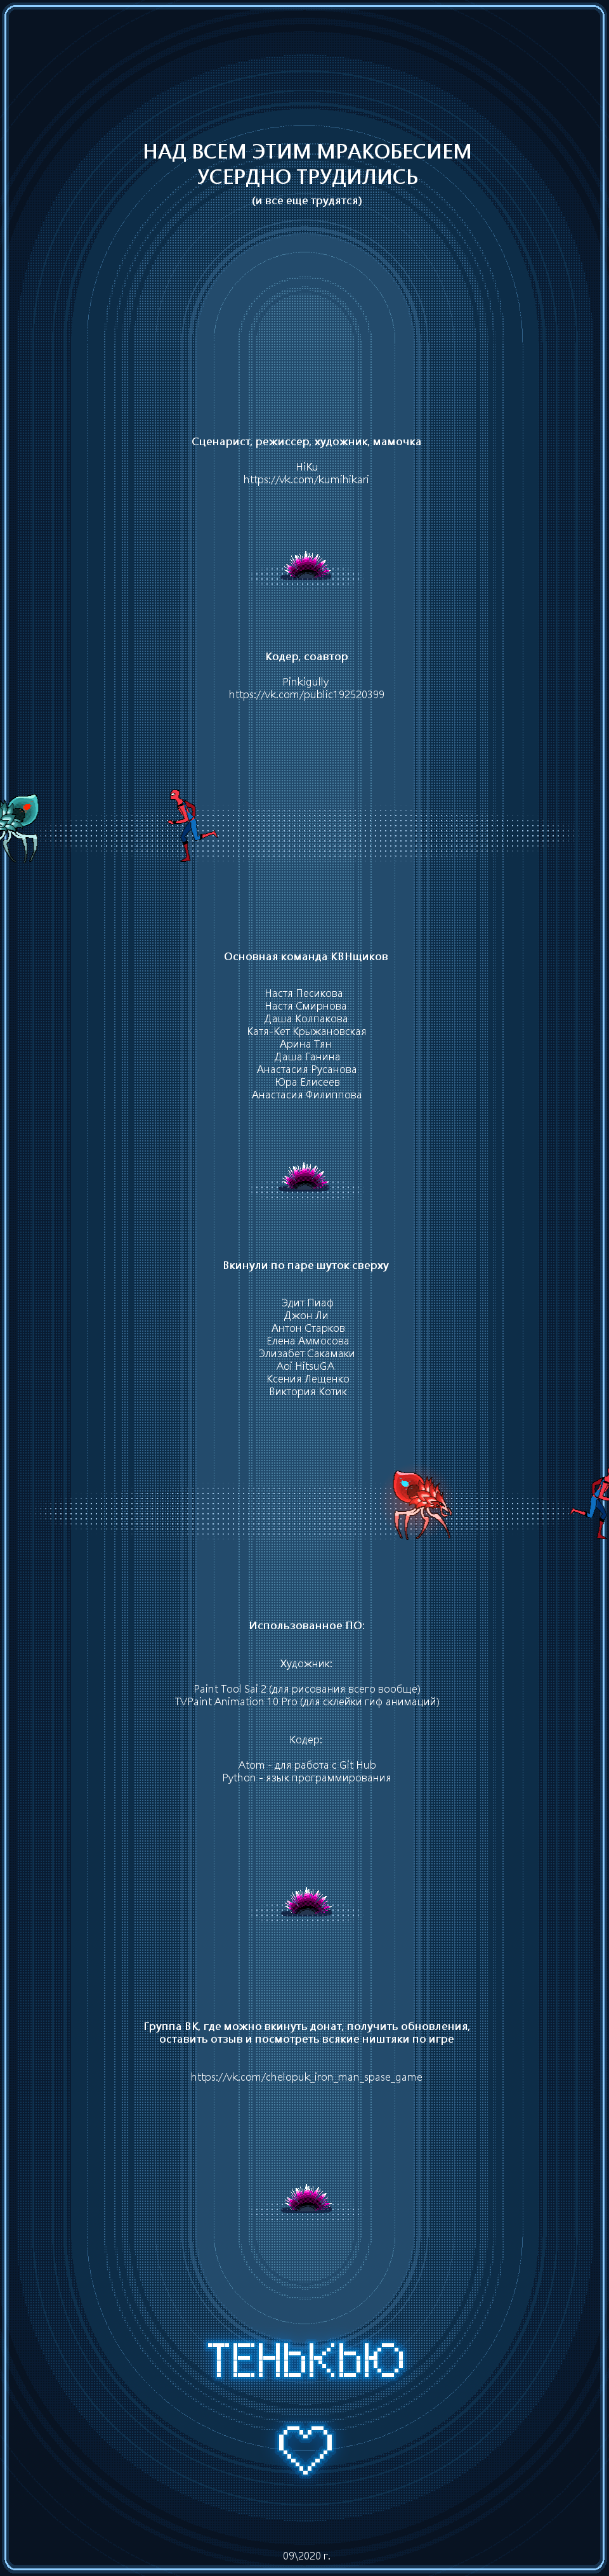 НАД ВСЕМ ЭТИМ МРАКОБЕСИЕМ
УСЕРДНО ТРУДИЛИСЬ
(и все еще трудятся)
Сценарист, режиссер, художник, мамочка
HiKu
https://vk.com/kumihikari
Кодер, соавтор
Pinkigully
https://vk.com/public192520399
Основная команда КВНщиков
Настя Песикова
Настя Смирнова
Даша Колпакова
Катя-Кет Крыжановская
Арина Тян
Даша Ганина
Анастасия Русанова
Юра Елисеев
Анастасия Филиппова
Вкинули по паре шуток сверху
Эдит Пиаф
Джон Ли
Антон Старков
Елена Аммосова
Элизабет Сакамаки
Aoi HitsuGA
Ксения Лещенко
Виктория Котик
Использованное ПО:
Художник:
Paint Tool Sai 2 (для рисования всего вообще)
TVPaint Animation 10 Pro (для склейки гиф анимаций)
Кодер:
Atom - для работа с Git Hub
Python - язык программирования
Группа ВК, где можно вкинуть донат, получить обновления,
оставить отзыв и посмотреть всякие ништяки по игре
https://vk.com/chelopuk_iron_man_spase_game
ТЕНЬКЬЮ
09\2020 г.